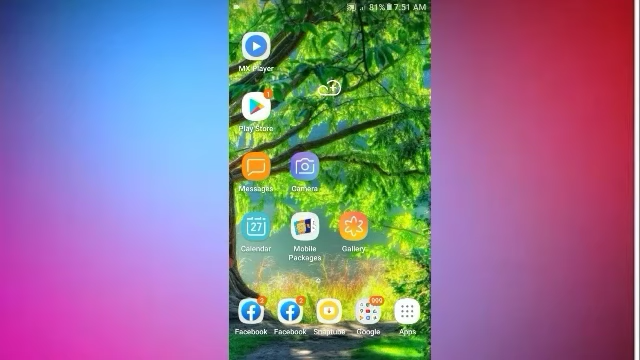 81% 7:51 AM
MX Player
1
Play Store
Messages
Camera
27
Calendar
Mobile
Packages
Gallery
2
2
999
Facebook
Facebook
Snaptube
Google
Apps